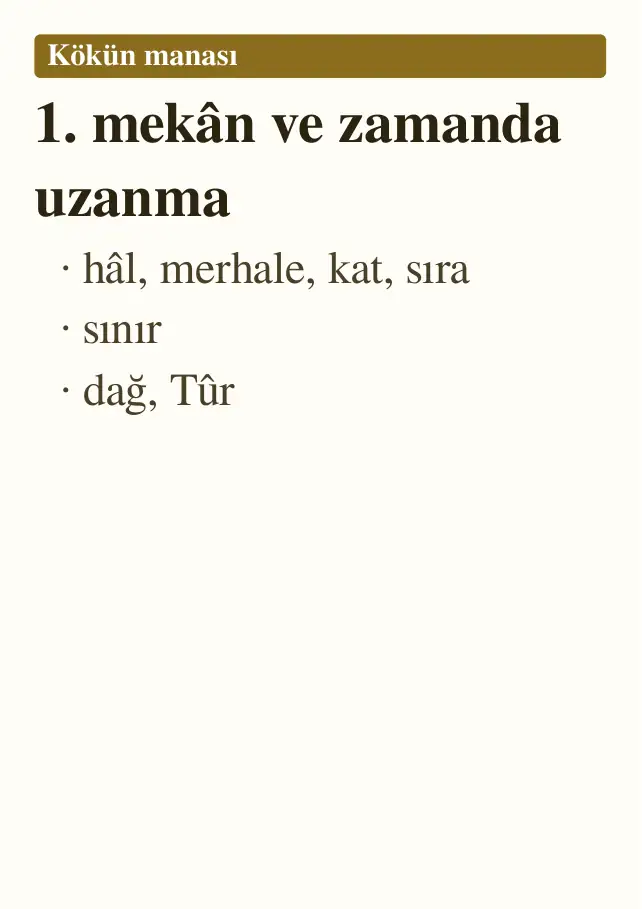 Kökün manası
1. mekân ve zamanda
uzanma
· hâl, merhale, kat, sıra
· sınır
· dağ, Tûr